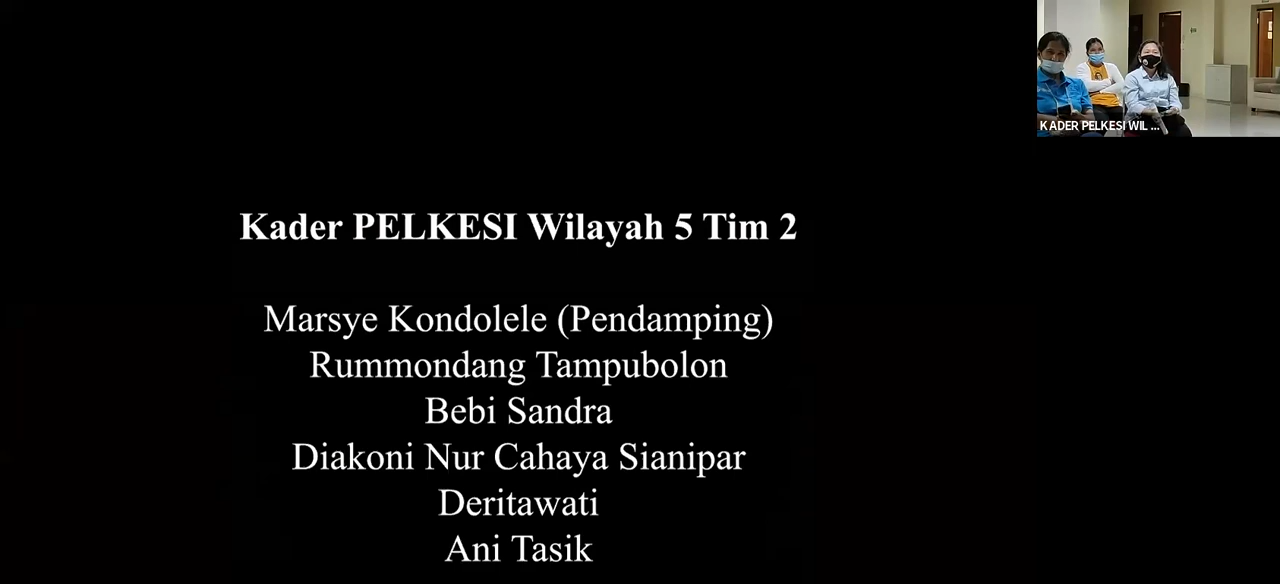 KADER PELKESI WIL ...
Kader PELKESI Wilayah 5 Tim 2
Marsye Kondolele (Pendamping)
Rummondang Tampubolon
Bebi Sandra
Diakoni Nur Cahaya Sianipar
Deritawati
Ani Tasik